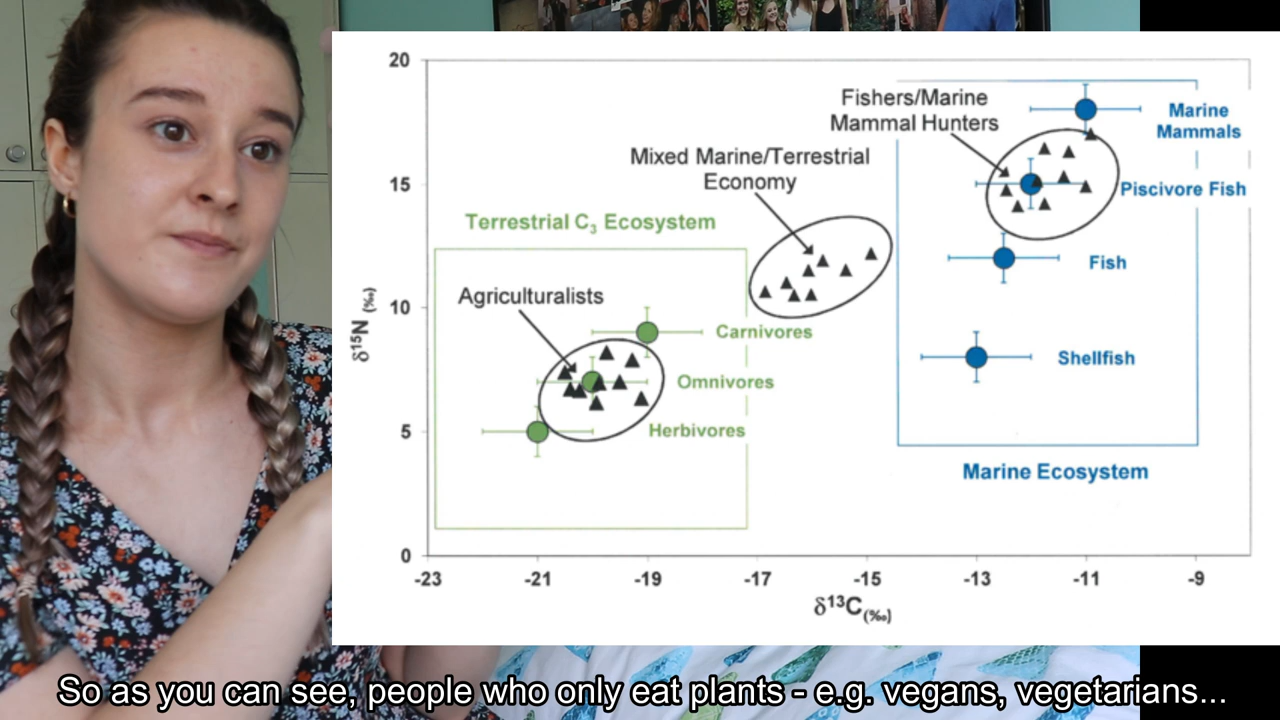 20
15
10
5
0
δ¹⁵N (‰)
-23
-21
-19
-17
-15
-13
-11
-9
δ¹³C(‰)
Terrestrial C₃ Ecosystem
Agriculturalists
Carnivores
Omnivores
Herbivores
Mixed Marine/Terrestrial
Economy
Fishers/Marine
Mammal Hunters
Marine
Mammals
Piscivore Fish
Fish
Shellfish
Marine Ecosystem
So as you can see, people who only eat plants - e.g. vegans, vegetarians...